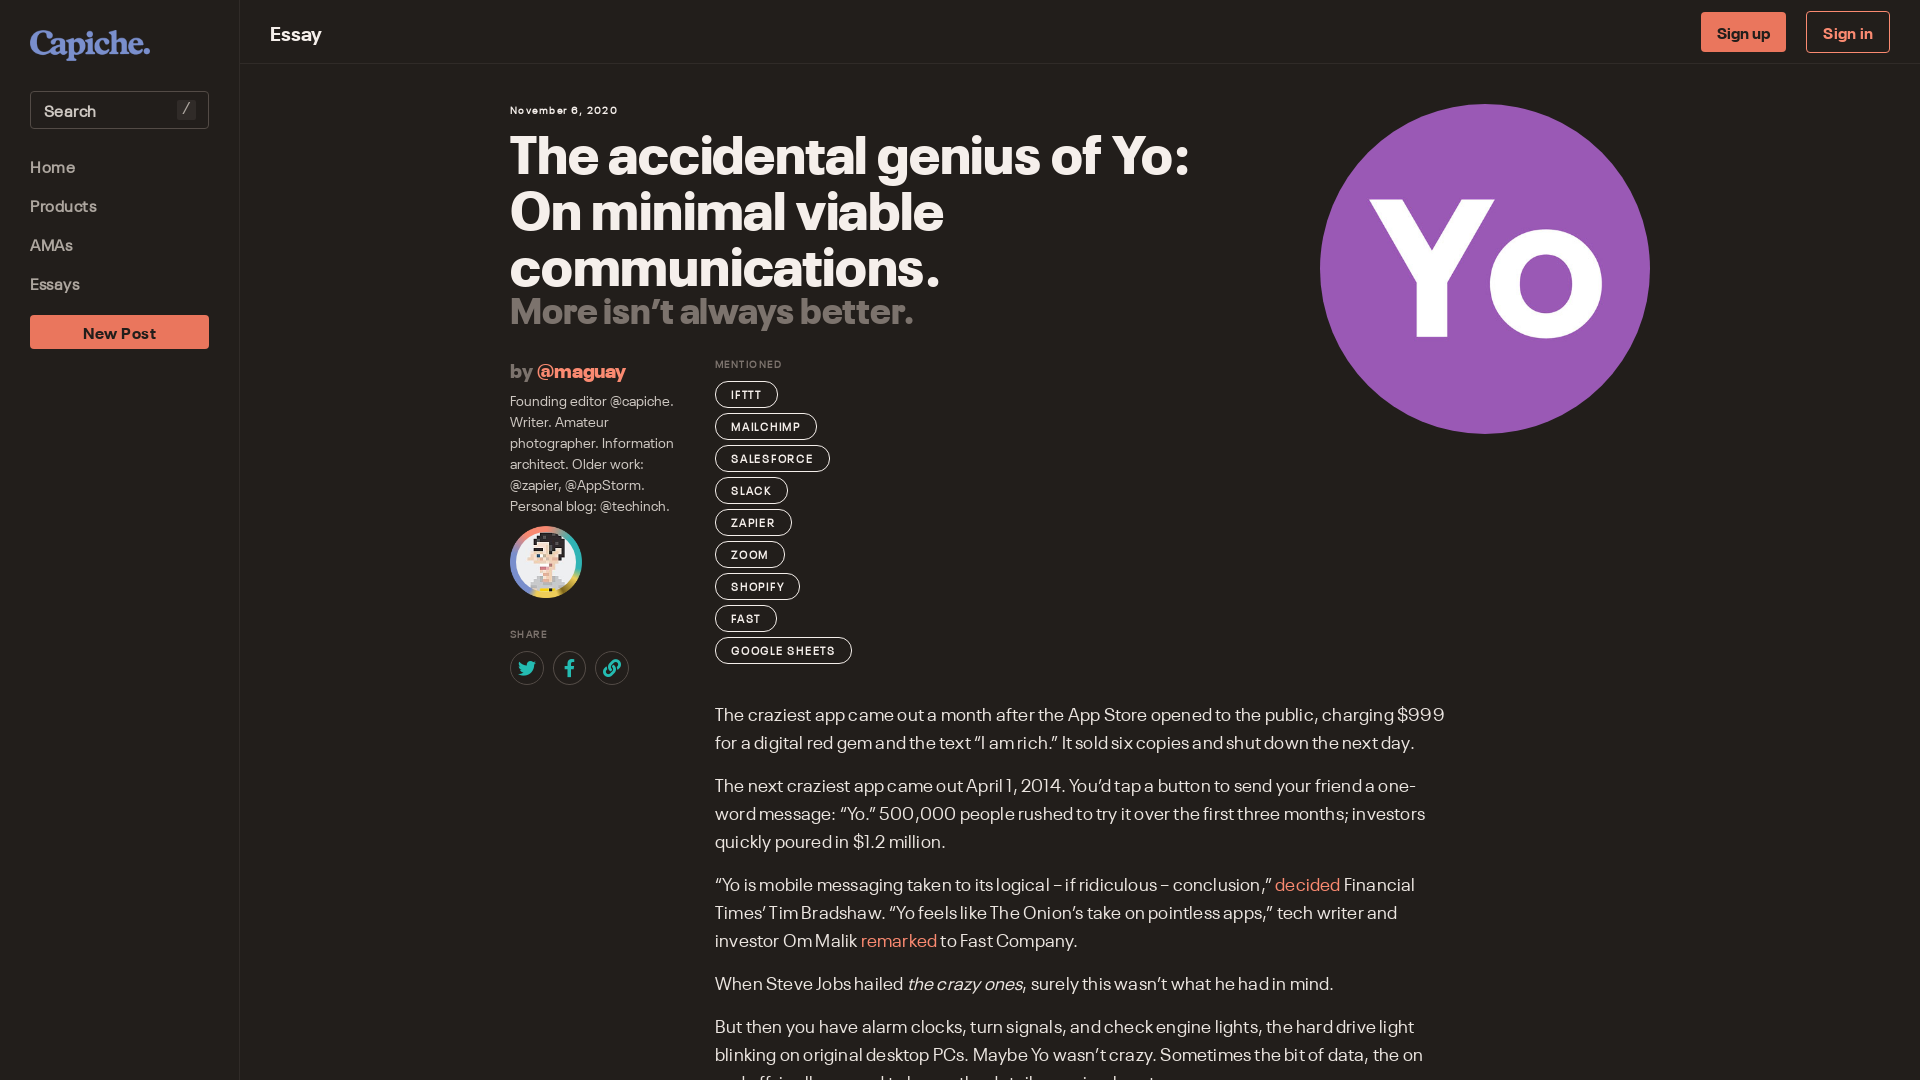 Capiche.
Search /
Home
Products
AMAs
Essays
New Post
Essay
Sign up
Sign in
November 6, 2020
The accidental genius of Yo:
On minimal viable
communications.
More isn’t always better.
Yo
by @maguay
Founding editor @capiche.
Writer. Amateur
photographer. Information
architect. Older work:
@zapier, @AppStorm.
Personal blog: @techinch.
SHARE
MENTIONED
IFTTT
MAILCHIMP
SALESFORCE
SLACK
ZAPIER
ZOOM
SHOPIFY
FAST
GOOGLE SHEETS
The craziest app came out a month after the App Store opened to the public, charging $999
for a digital red gem and the text “I am rich.” It sold six copies and shut down the next day.
The next craziest app came out April 1, 2014. You’d tap a button to send your friend a one-
word message: “Yo.” 500,000 people rushed to try it over the first three months; investors
quickly poured in $1.2 million.
“Yo is mobile messaging taken to its logical – if ridiculous – conclusion,” decided Financial
Times’ Tim Bradshaw. “Yo feels like The Onion’s take on pointless apps,” tech writer and
investor Om Malik remarked to Fast Company.
When Steve Jobs hailed the crazy ones, surely this wasn’t what he had in mind.
But then you have alarm clocks, turn signals, and check engine lights, the hard drive light
blinking on original desktop PCs. Maybe Yo wasn’t crazy. Sometimes the bit of data, the on